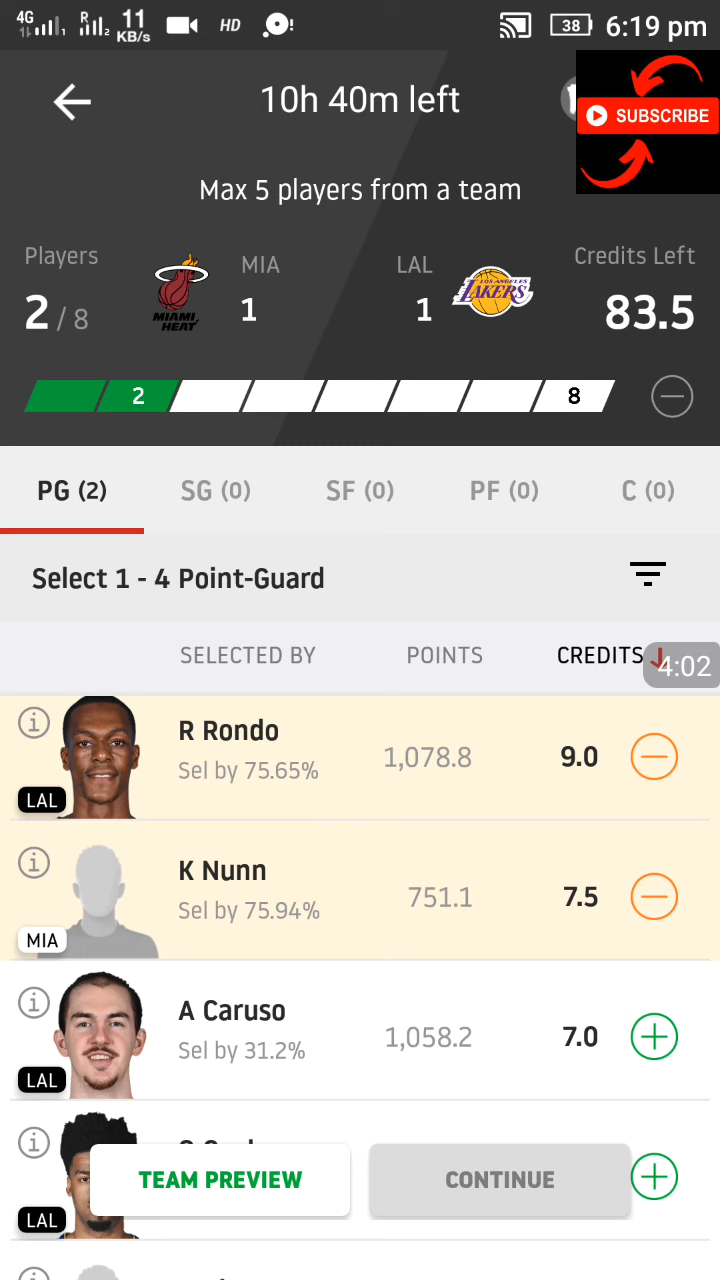 4G R 11 KB/s HD 38 6:19 pm
10h 40m left
SUBSCRIBE
Max 5 players from a team
Players MIA LAL Credits Left
2 / 8 1 1 83.5
MIAMI HEAT
LOS ANGELES LAKERS
2 8
PG (2) SG (0) SF (0) PF (0) C (0)
Select 1 - 4 Point-Guard
SELECTED BY POINTS CREDITS 4:02
R Rondo
Sel by 75.65% 1,078.8 9.0
LAL
K Nunn
Sel by 75.94% 751.1 7.5
MIA
A Caruso
Sel by 31.2% 1,058.2 7.0
LAL
TEAM PREVIEW CONTINUE
LAL